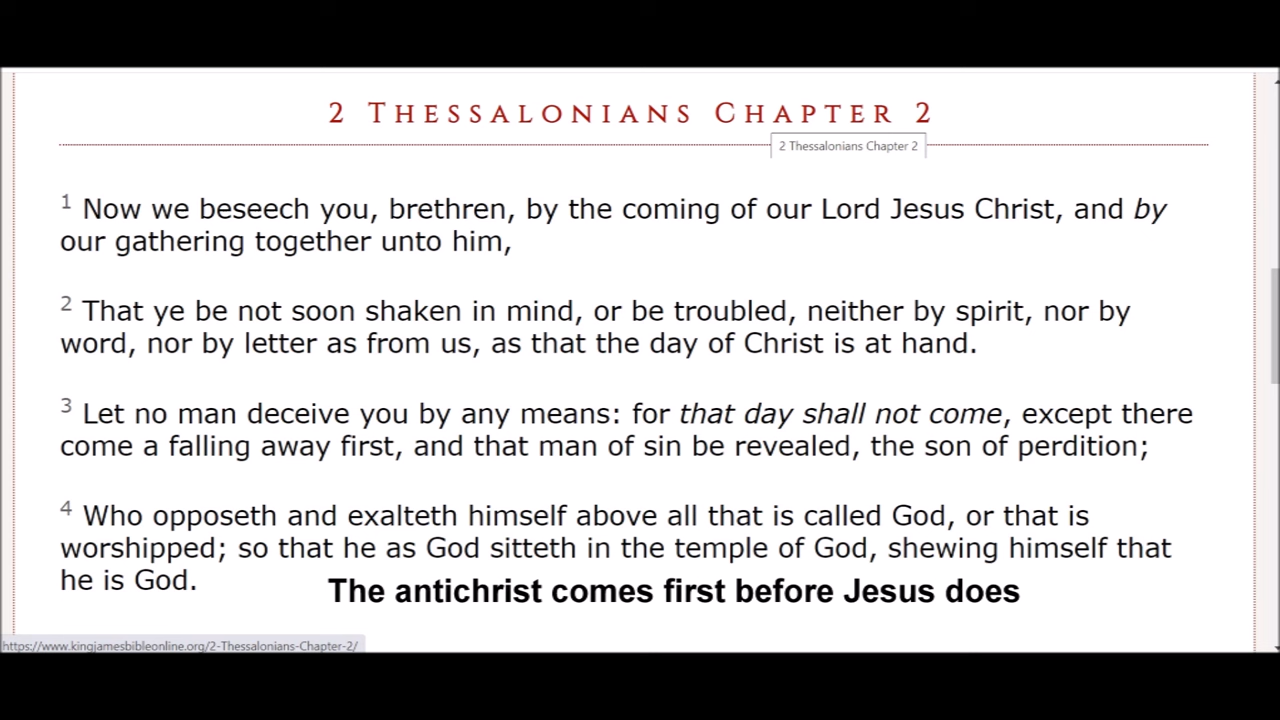 2 Thessalonians Chapter 2
2 Thessalonians Chapter 2
1 Now we beseech you, brethren, by the coming of our Lord Jesus Christ, and by
our gathering together unto him,
2 That ye be not soon shaken in mind, or be troubled, neither by spirit, nor by
word, nor by letter as from us, as that the day of Christ is at hand.
3 Let no man deceive you by any means: for that day shall not come, except there
come a falling away first, and that man of sin be revealed, the son of perdition;
4 Who opposeth and exalteth himself above all that is called God, or that is
worshipped; so that he as God sitteth in the temple of God, shewing himself that
he is God.
The antichrist comes first before Jesus does
https://www.kingjamesbibleonline.org/2-Thessalonians-Chapter-2/